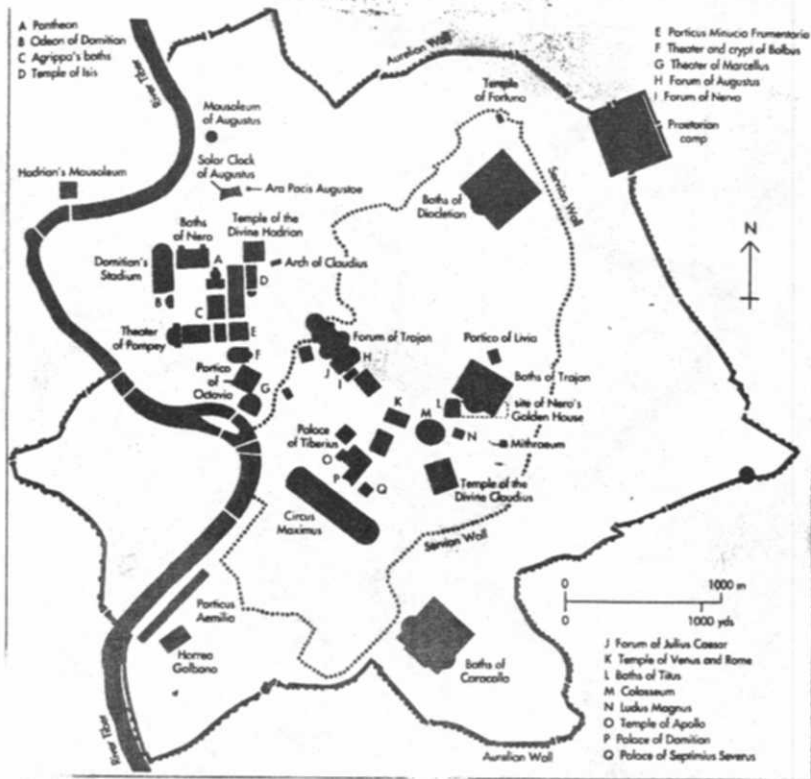 A Pantheon
B Odeon of Domitian
C Agrippa's baths
D Temple of Isis
E Porticus Minucia Frumentaria
F Theater and crypt of Balbus
G Theater of Marcellus
H Forum of Augustus
I Forum of Nerva
Aurelian Wall
River Tiber
Temple
of Fortuna
Praetorian
camp
Mausoleum
of Augustus
Hadrian's Mausoleum
Solar Clock
of Augustus
Ara Pacis Augustae
Servian Wall
Baths of
Diocletian
N
Baths
of Nero
Temple of the
Divine Hadrian
Domitian's
Stadium
A
Arch of Claudius
D
B
C
Theater
of Pompey
E
Forum of Trajan
Portico of Livia
F
H
Portico
of
Octavia
J
I
Baths of Trajan
G
K
L
site of Nero's
Golden House
M
N
Palace
of Tiberius
Mithraeum
O
P
Q
Temple of the
Divine Claudius
Circus
Maximus
Servian Wall
0 1000 m
0 1000 yds
Porticus
Aemilia
Horrea
Galbana
Baths of
Caracalla
J Forum of Julius Caesar
K Temple of Venus and Rome
L Baths of Titus
M Colosseum
N Ludus Magnus
O Temple of Apollo
P Palace of Domitian
Q Palace of Septimius Severus
River Tiber
Aurelian Wall